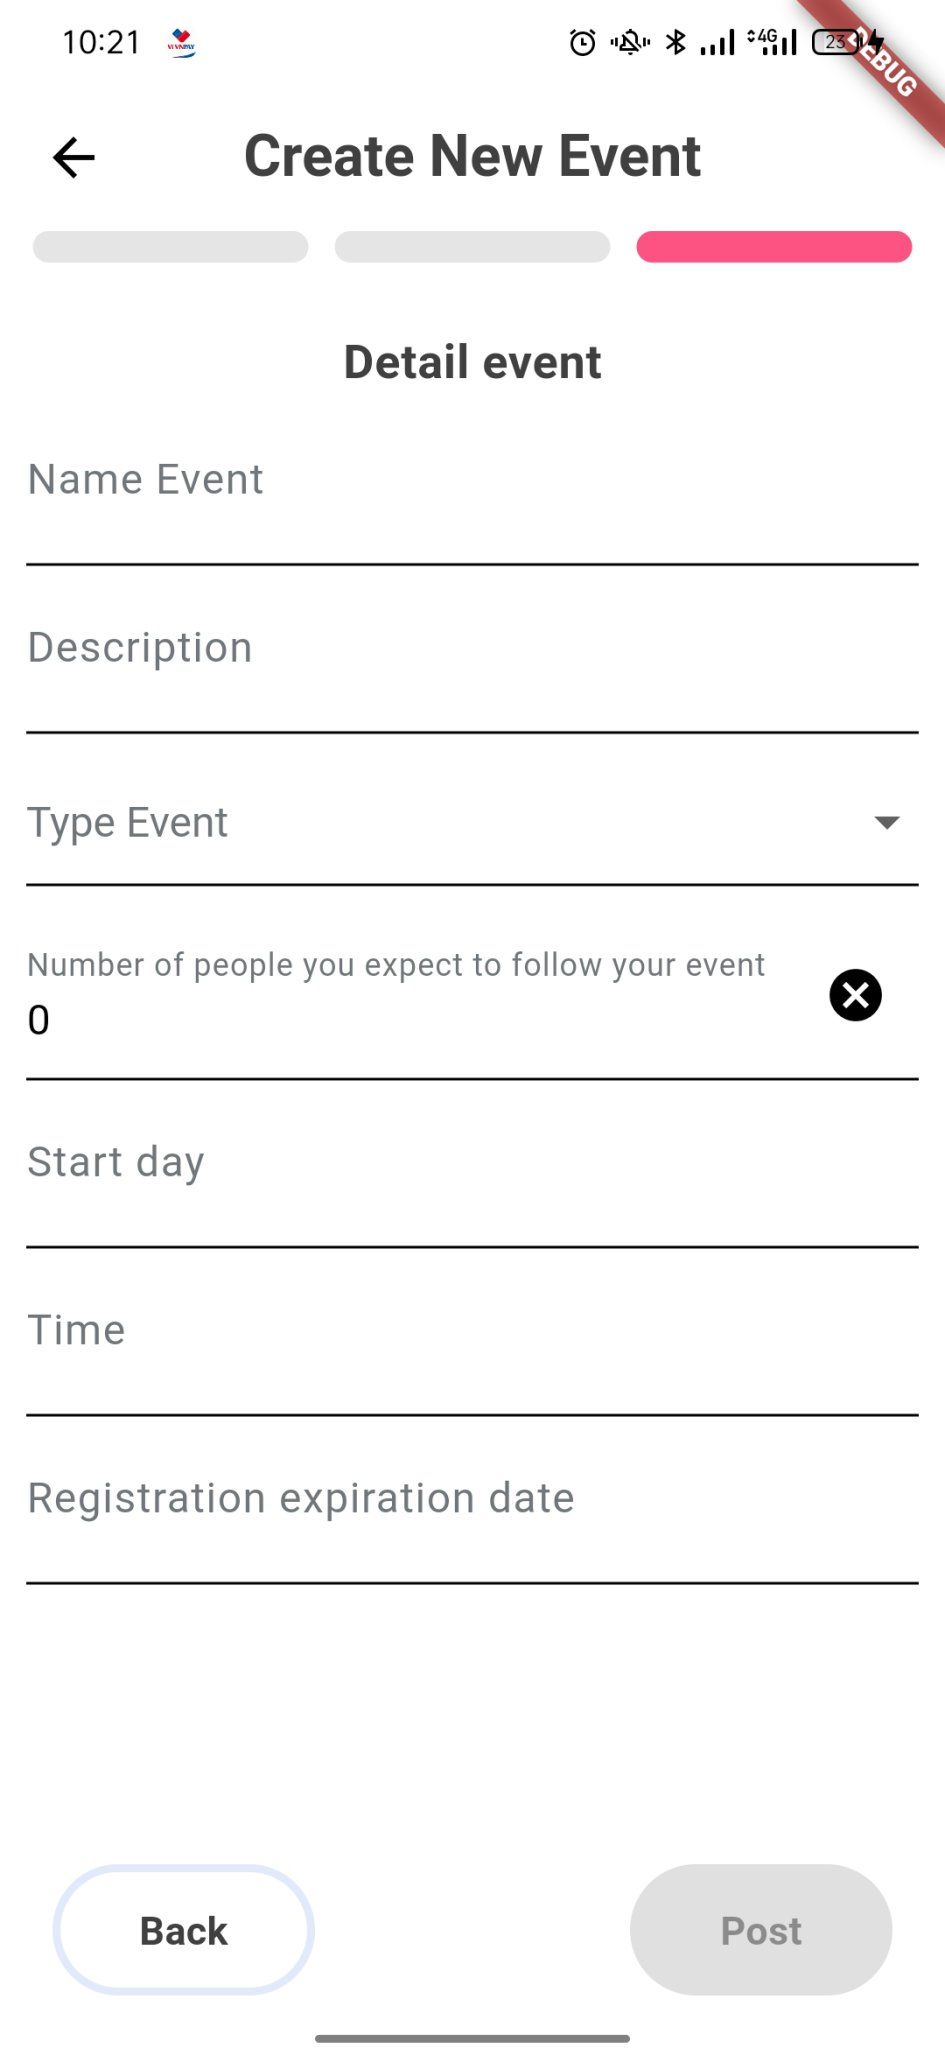 10:21
VNPAY
4G
23
DEBUG
Create New Event
Detail event
Name Event
Description
Type Event
Number of people you expect to follow your event
0
Start day
Time
Registration expiration date
Back
Post